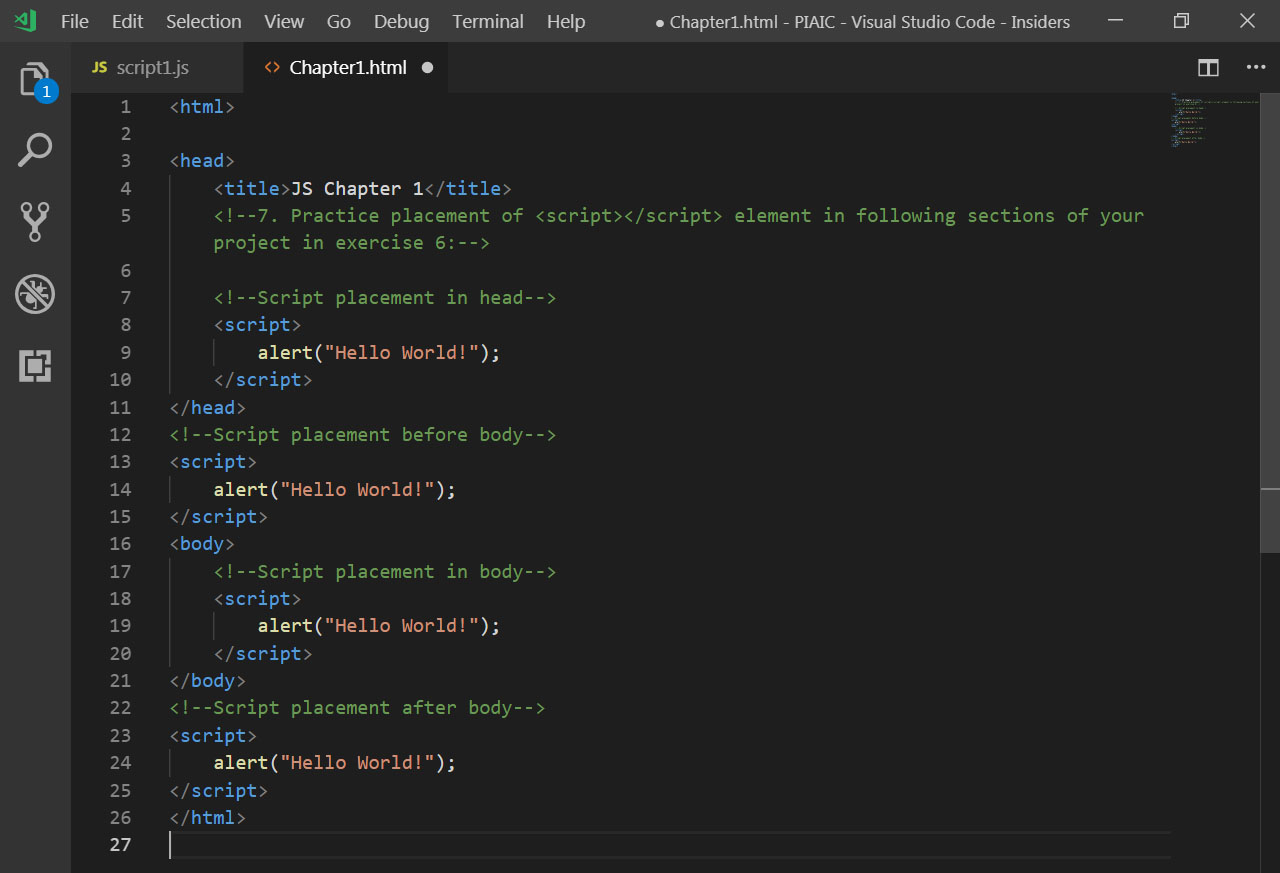 File Edit Selection View Go Debug Terminal Help ● Chapter1.html - PIAIC - Visual Studio Code - Insiders
JS script1.js <> Chapter1.html ●
1
1 <html>
2
3 <head>
4 <title>JS Chapter 1</title>
5 <!--7. Practice placement of <script></script> element in following sections of your
project in exercise 6:-->
6
7 <!--Script placement in head-->
8 <script>
9 alert("Hello World!");
10 </script>
11 </head>
12 <!--Script placement before body-->
13 <script>
14 alert("Hello World!");
15 </script>
16 <body>
17 <!--Script placement in body-->
18 <script>
19 alert("Hello World!");
20 </script>
21 </body>
22 <!--Script placement after body-->
23 <script>
24 alert("Hello World!");
25 </script>
26 </html>
27